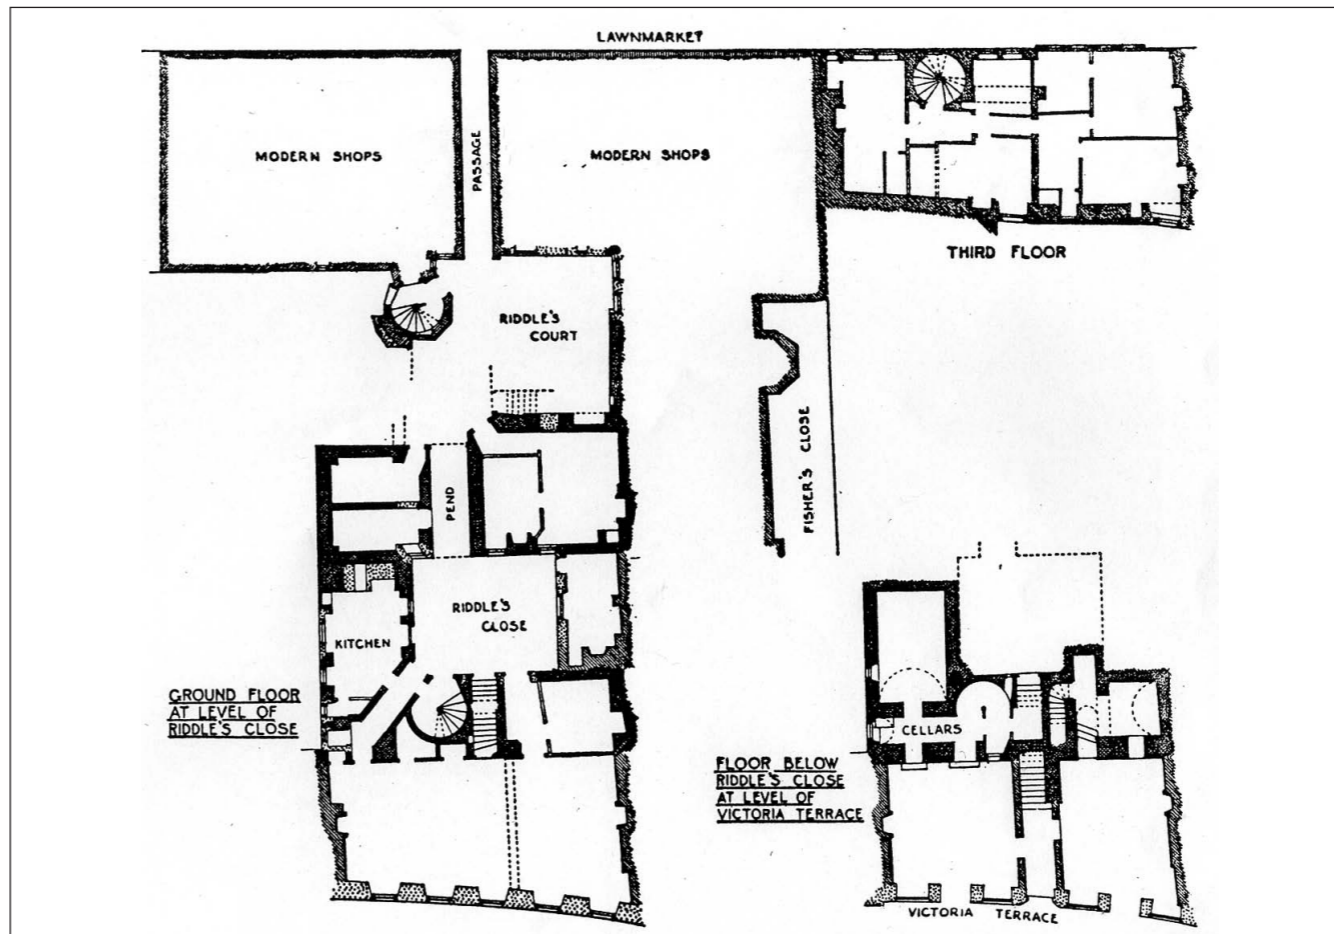 LAWNMARKET
MODERN SHOPS
PASSAGE
MODERN SHOPS
THIRD FLOOR
RIDDLE'S
COURT
FISHER'S CLOSE
PEND
RIDDLE'S
CLOSE
KITCHEN
GROUND FLOOR
AT LEVEL OF
RIDDLE'S CLOSE
CELLARS
FLOOR BELOW
RIDDLE'S CLOSE
AT LEVEL OF
VICTORIA TERRACE
VICTORIA TERRACE